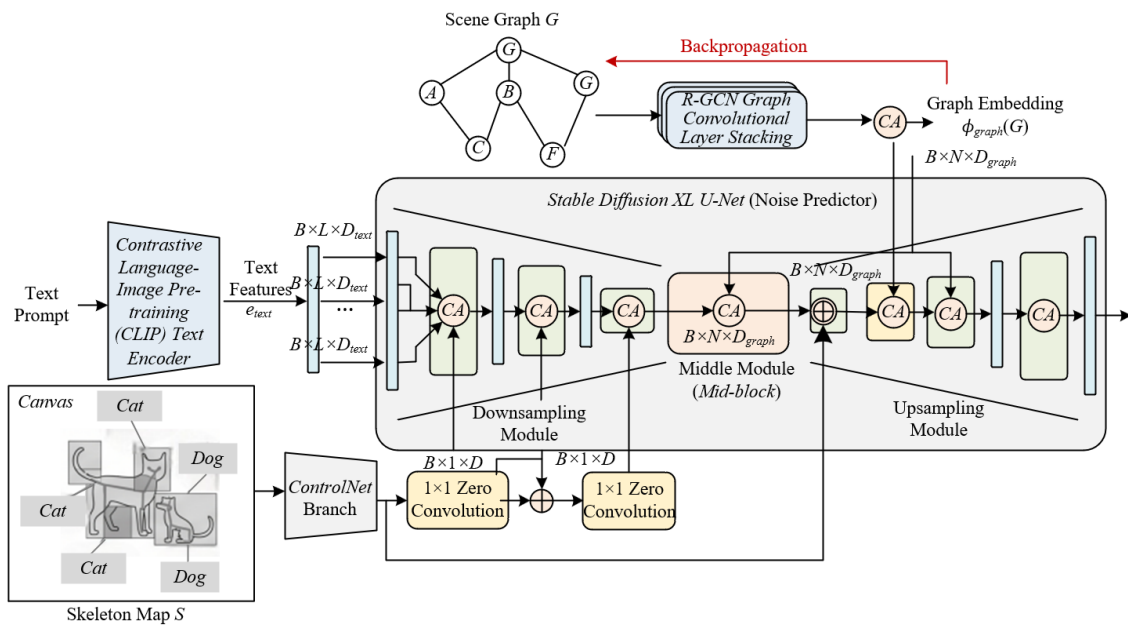 Scene Graph G
G
A
B
G
C
F
Backpropagation
R-GCN Graph
Convolutional
Layer Stacking
CA
Graph Embedding
ϕgraph(G)
B×N×Dgraph
Stable Diffusion XL U-Net (Noise Predictor)
Text
Prompt
Contrastive
Language-
Image Pre-
training
(CLIP) Text
Encoder
Text
Features
etext
B×L×Dtext
B×L×Dtext
...
B×L×Dtext
CA
CA
CA
CA
B×N×Dgraph
Middle Module
(Mid-block)
B×N×Dgraph
CA
CA
CA
Downsampling
Module
Upsampling
Module
Canvas
Cat
Dog
Cat
Cat
Dog
Skeleton Map S
ControlNet
Branch
B×1×D
B×1×D
1×1 Zero
Convolution
1×1 Zero
Convolution